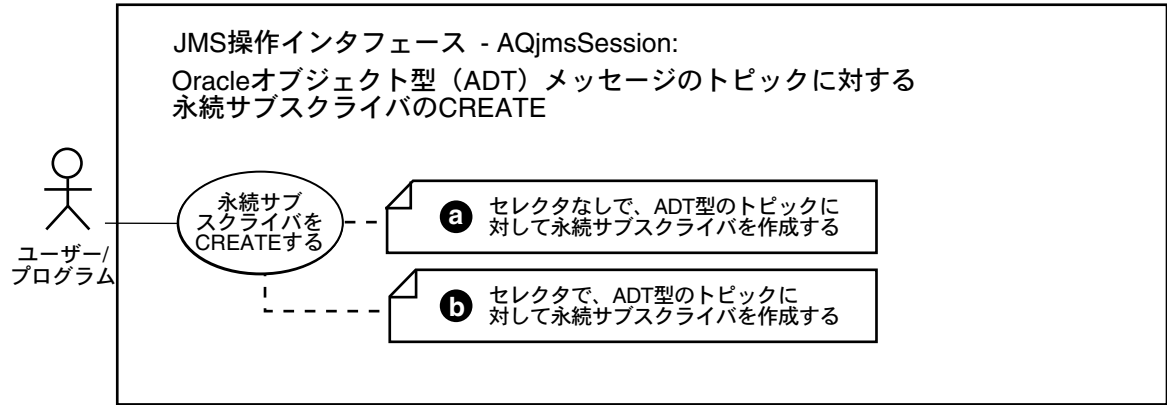 JMS操作インタフェース - AQjmsSession:
Oracleオブジェクト型（ADT）メッセージのトピックに対する
永続サブスクライバのCREATE
ユーザー/
プログラム
永続サブ
スクライバを
CREATEする
a
セレクタなしで、ADT型のトピックに
対して永続サブスクライバを作成する
b
セレクタで、ADT型のトピックに
対して永続サブスクライバを作成する